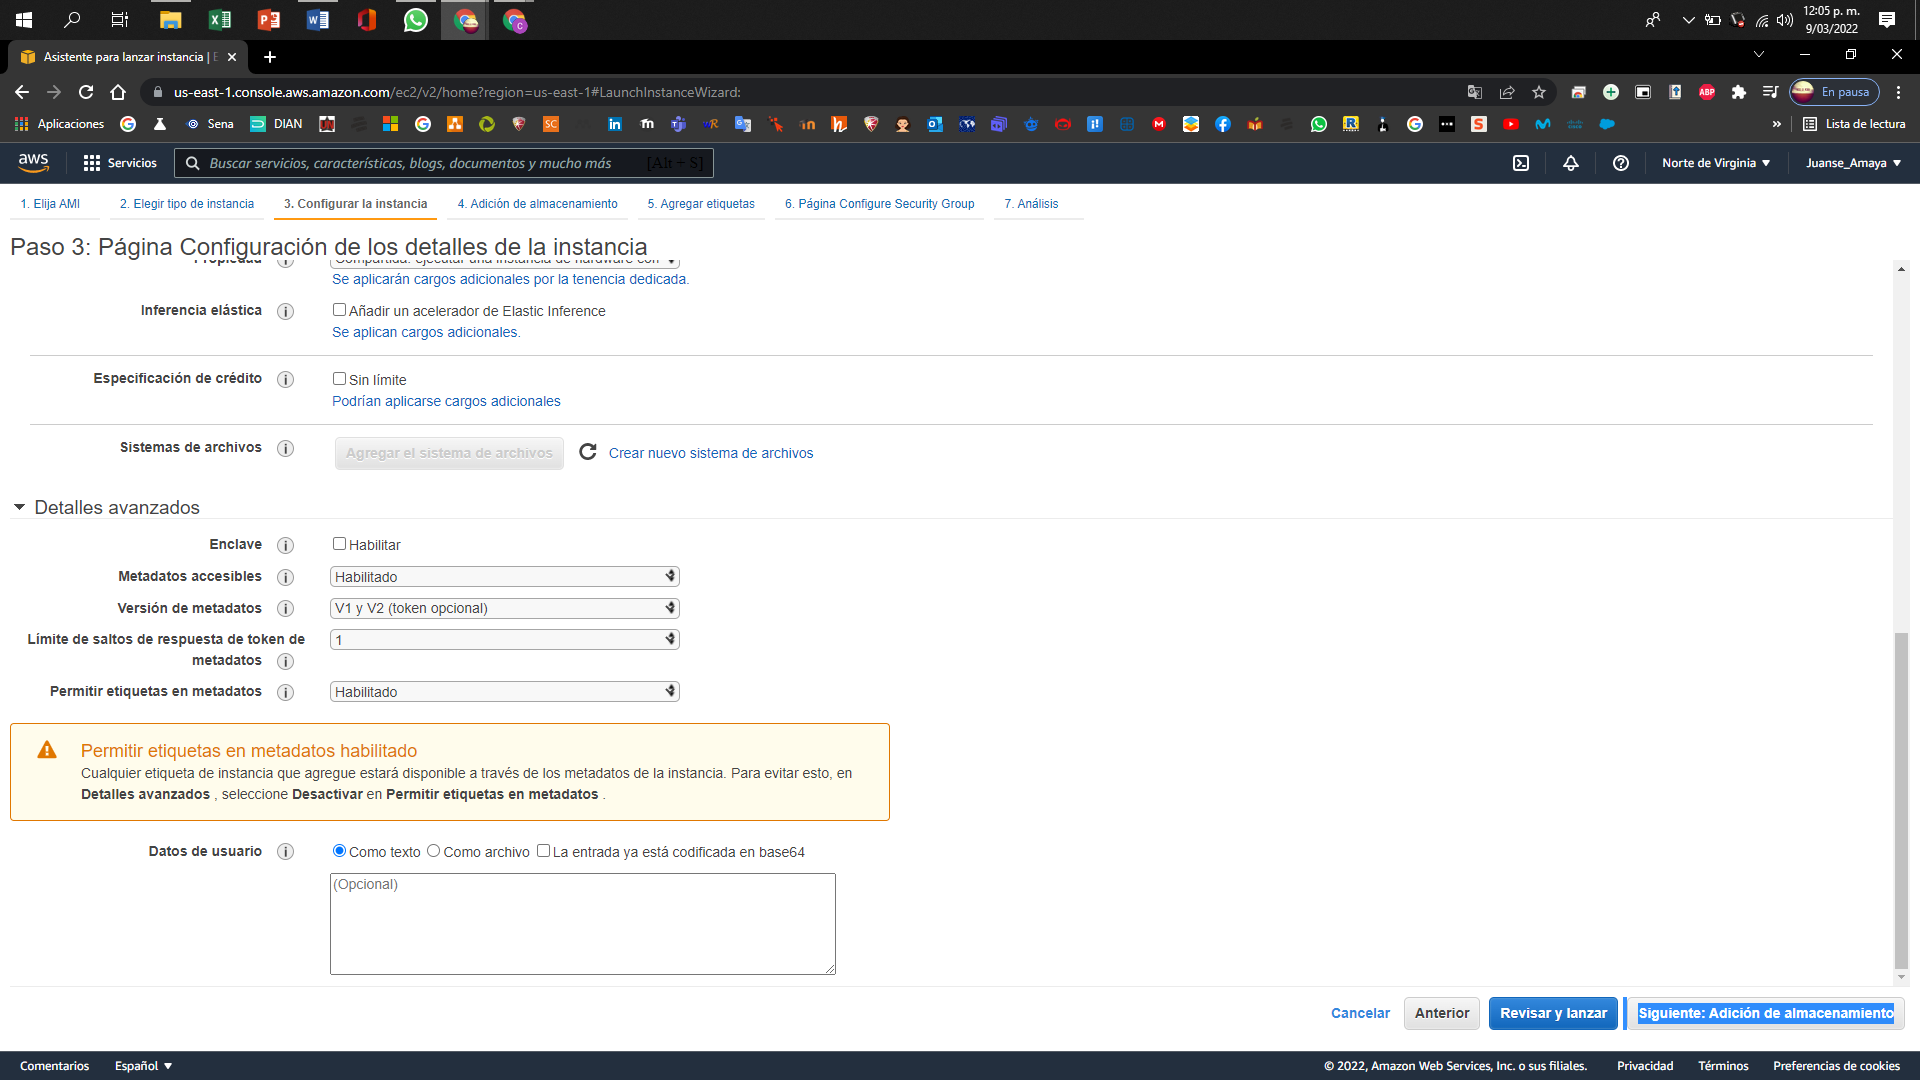 12:05 p. m.
9/03/2022
Asistente para lanzar instancia | E
us-east-1.console.aws.amazon.com/ec2/v2/home?region=us-east-1#LaunchInstanceWizard:
ABP
En pausa
Aplicaciones
Sena
DIAN
Lista de lectura
aws
Servicios
Buscar servicios, características, blogs, documentos y mucho más
[Alt + S]
Norte de Virginia
Juanse_Amaya
1. Elija AMI
2. Elegir tipo de instancia
3. Configurar la instancia
4. Adición de almacenamiento
5. Agregar etiquetas
6. Página Configure Security Group
7. Análisis
Paso 3: Página Configuración de los detalles de la instancia
Propiedad
Compartida: ejecutar una instancia de hardware con
Se aplicarán cargos adicionales por la tenencia dedicada.
Inferencia elástica
Añadir un acelerador de Elastic Inference
Se aplican cargos adicionales.
Especificación de crédito
Sin límite
Podrían aplicarse cargos adicionales
Sistemas de archivos
Agregar el sistema de archivos
Crear nuevo sistema de archivos
Detalles avanzados
Enclave
Habilitar
Metadatos accesibles
Habilitado
Versión de metadatos
V1 y V2 (token opcional)
Límite de saltos de respuesta de token de
metadatos
1
Permitir etiquetas en metadatos
Habilitado
Permitir etiquetas en metadatos habilitado
Cualquier etiqueta de instancia que agregue estará disponible a través de los metadatos de la instancia. Para evitar esto, en
Detalles avanzados , seleccione Desactivar en Permitir etiquetas en metadatos .
Datos de usuario
Como texto
Como archivo
La entrada ya está codificada en base64
(Opcional)
Cancelar
Anterior
Revisar y lanzar
Siguiente: Adición de almacenamiento
Comentarios
Español
© 2022, Amazon Web Services, Inc. o sus filiales.
Privacidad
Términos
Preferencias de cookies